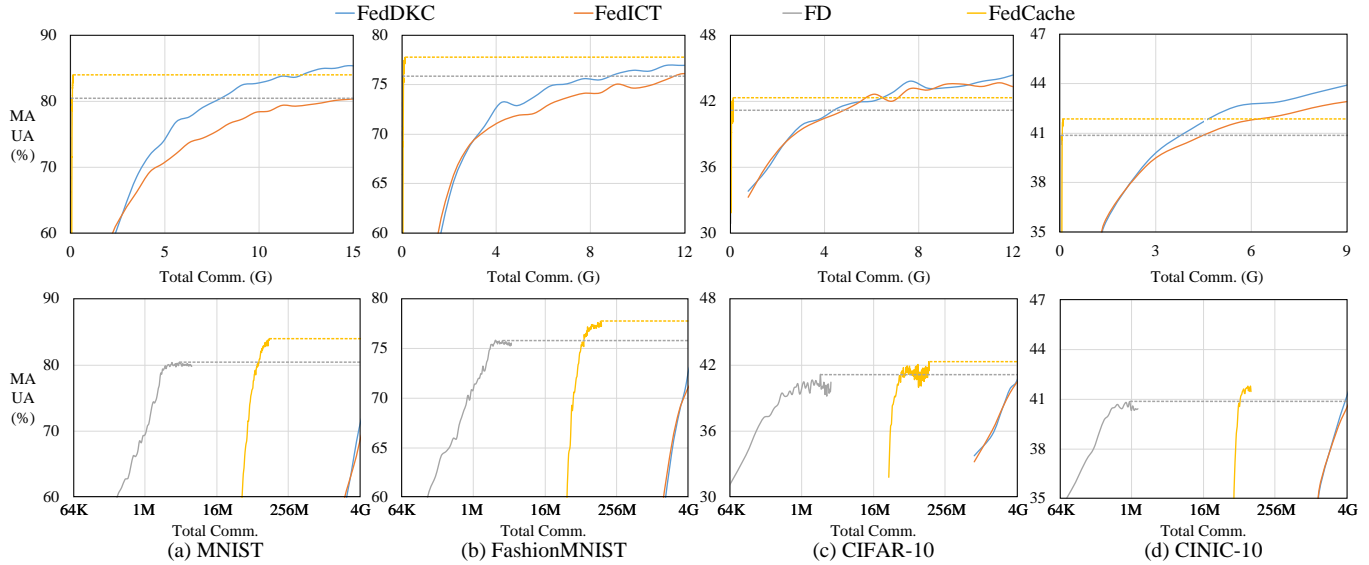 FedDKC FedICT FD FedCache
90 80 48 47
80 75 42 44
MA
UA
(%)
70 70 41
65 36 38
60 60 30 35
0 5 10 15 0 4 8 12 0 4 8 12 0 3 6 9
Total Comm. (G) Total Comm. (G) Total Comm. (G) Total Comm. (G)
90 80 48 47
80 75 42 44
MA
UA
(%)
70 70 41
65 36 38
60 60 30 35
64K 1M 16M 256M 4G 64K 1M 16M 256M 4G 64K 1M 16M 256M 4G 64K 1M 16M 256M 4G
Total Comm. Total Comm. Total Comm. Total Comm.
(a) MNIST (b) FashionMNIST (c) CIFAR-10 (d) CINIC-10